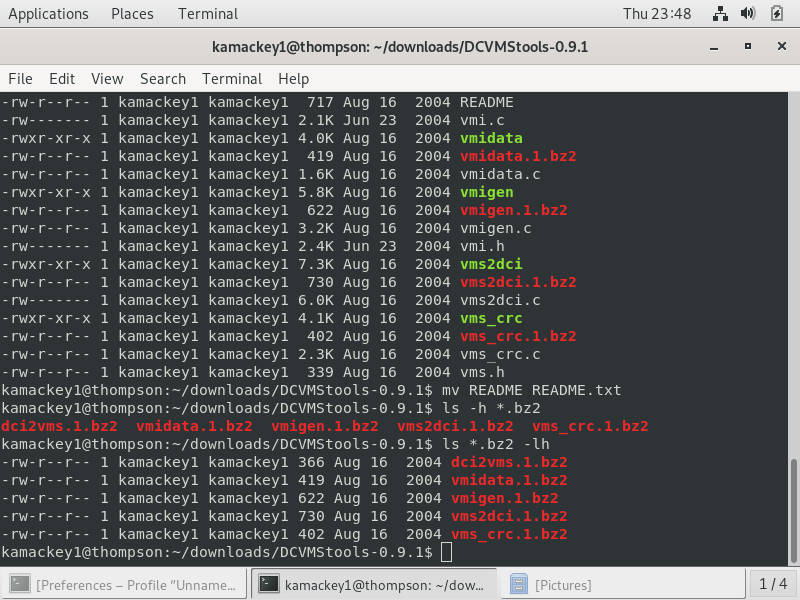 Applications Places Terminal Thu 23:48
kamackey1@thompson: ~/downloads/DCVMStools-0.9.1
File Edit View Search Terminal Help
-rw-r--r-- 1 kamackey1 kamackey1  717 Aug 16  2004 README
-rw------- 1 kamackey1 kamackey1 2.1K Jun 23  2004 vmi.c
-rwxr-xr-x 1 kamackey1 kamackey1 4.0K Aug 16  2004 vmidata
-rw-r--r-- 1 kamackey1 kamackey1  419 Aug 16  2004 vmidata.1.bz2
-rw-r--r-- 1 kamackey1 kamackey1 1.6K Aug 16  2004 vmidata.c
-rwxr-xr-x 1 kamackey1 kamackey1 5.8K Aug 16  2004 vmigen
-rw-r--r-- 1 kamackey1 kamackey1  622 Aug 16  2004 vmigen.1.bz2
-rw-r--r-- 1 kamackey1 kamackey1 3.2K Aug 16  2004 vmigen.c
-rw------- 1 kamackey1 kamackey1 2.4K Jun 23  2004 vmi.h
-rwxr-xr-x 1 kamackey1 kamackey1 7.3K Aug 16  2004 vms2dci
-rw-r--r-- 1 kamackey1 kamackey1  730 Aug 16  2004 vms2dci.1.bz2
-rw------- 1 kamackey1 kamackey1 6.0K Aug 16  2004 vms2dci.c
-rwxr-xr-x 1 kamackey1 kamackey1 4.1K Aug 16  2004 vms_crc
-rw-r--r-- 1 kamackey1 kamackey1  402 Aug 16  2004 vms_crc.1.bz2
-rw-r--r-- 1 kamackey1 kamackey1 2.3K Aug 16  2004 vms_crc.c
-rw-r--r-- 1 kamackey1 kamackey1  339 Aug 16  2004 vms.h
kamackey1@thompson:~/downloads/DCVMStools-0.9.1$ mv README README.txt
kamackey1@thompson:~/downloads/DCVMStools-0.9.1$ ls -h *.bz2
dci2vms.1.bz2  vmidata.1.bz2  vmigen.1.bz2  vms2dci.1.bz2  vms_crc.1.bz2
kamackey1@thompson:~/downloads/DCVMStools-0.9.1$ ls *.bz2 -lh
-rw-r--r-- 1 kamackey1 kamackey1 366 Aug 16  2004 dci2vms.1.bz2
-rw-r--r-- 1 kamackey1 kamackey1 419 Aug 16  2004 vmidata.1.bz2
-rw-r--r-- 1 kamackey1 kamackey1 622 Aug 16  2004 vmigen.1.bz2
-rw-r--r-- 1 kamackey1 kamackey1 730 Aug 16  2004 vms2dci.1.bz2
-rw-r--r-- 1 kamackey1 kamackey1 402 Aug 16  2004 vms_crc.1.bz2
kamackey1@thompson:~/downloads/DCVMStools-0.9.1$
[Preferences – Profile “Unname... kamackey1@thompson: ~/dow... [Pictures] 1 / 4